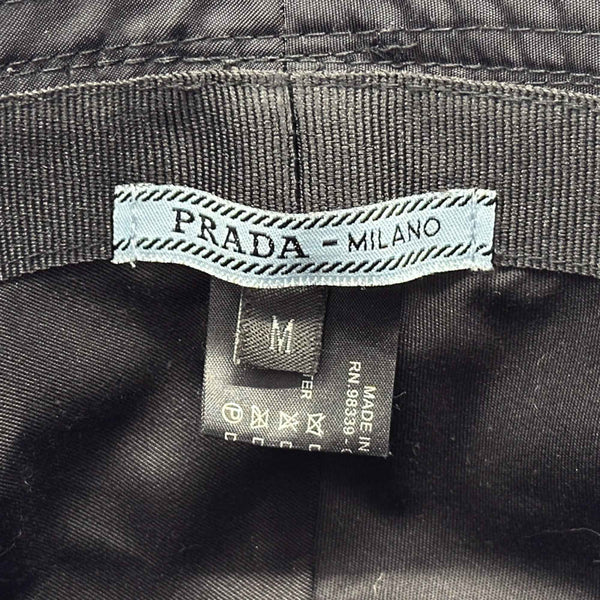 PRADA - MILANO
M
MADE IN
RN.98339-